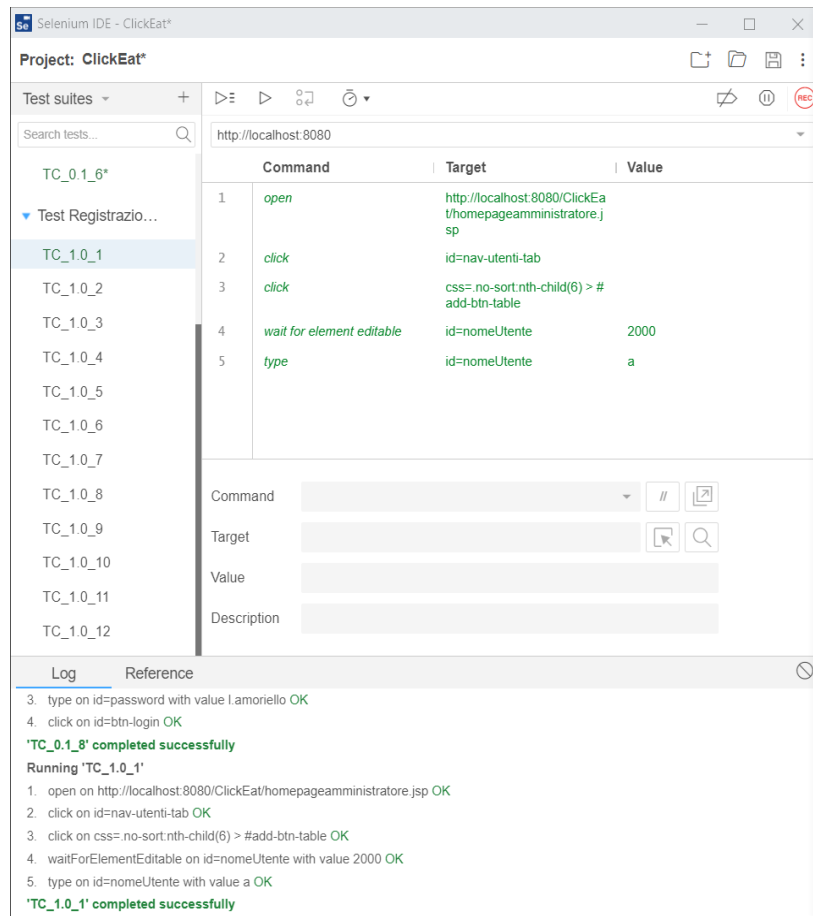 Selenium IDE - ClickEat*
Project: ClickEat*
Test suites
Search tests...
TC_0.1_6*
Test Registrazio...
TC_1.0_1
TC_1.0_2
TC_1.0_3
TC_1.0_4
TC_1.0_5
TC_1.0_6
TC_1.0_7
TC_1.0_8
TC_1.0_9
TC_1.0_10
TC_1.0_11
TC_1.0_12
REC
http://localhost:8080
Command Target Value
1 open http://localhost:8080/ClickEa
t/homepageamministratore.j
sp
2 click id=nav-utenti-tab
3 click css=.no-sort:nth-child(6) > #
add-btn-table
4 wait for element editable id=nomeUtente 2000
5 type id=nomeUtente a
Command //
Target
Value
Description
Log Reference
3. type on id=password with value l.amoriello OK
4. click on id=btn-login OK
'TC_0.1_8' completed successfully
Running 'TC_1.0_1'
1. open on http://localhost:8080/ClickEat/homepageamministratore.jsp OK
2. click on id=nav-utenti-tab OK
3. click on css=.no-sort:nth-child(6) > #add-btn-table OK
4. waitForElementEditable on id=nomeUtente with value 2000 OK
5. type on id=nomeUtente with value a OK
'TC_1.0_1' completed successfully